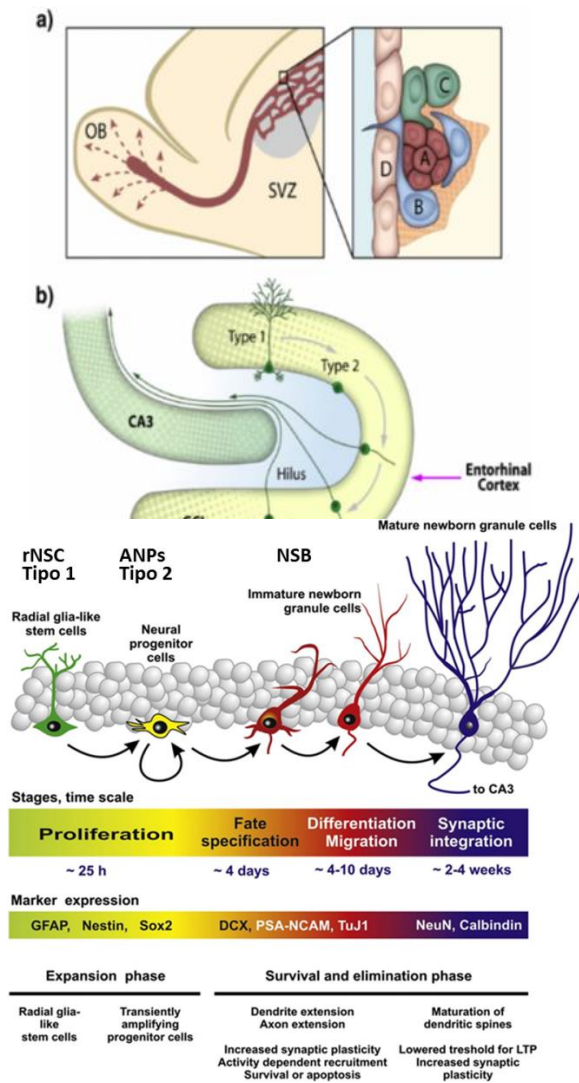 a)
OB
SVZ
D
C
A
B
b)
Type 1
Type 2
CA3
Hilus
Entorhinal
Cortex
Mature newborn granule cells
rNSC
Tipo 1
ANPs
Tipo 2
NSB
Radial glia-like
stem cells
Neural
progenitor
cells
Immature newborn
granule cells
to CA3
Stages, time scale
Proliferation
Fate
specification
Differentiation
Migration
Synaptic
integration
~ 25 h
~ 4 days
~ 4-10 days
~ 2-4 weeks
Marker expression
GFAP, Nestin, Sox2
DCX, PSA-NCAM, TuJ1
NeuN, Calbindin
Expansion phase
Survival and elimination phase
Radial glia-
like
stem cells
Transiently
amplifying
progenitor cells
Dendrite extension
Axon extension
Increased synaptic plasticity
Activity dependent recruitment
Survival or apoptosis
Maturation of
dendritic spines
Lowered treshold for LTP
Increased synaptic
plasticity